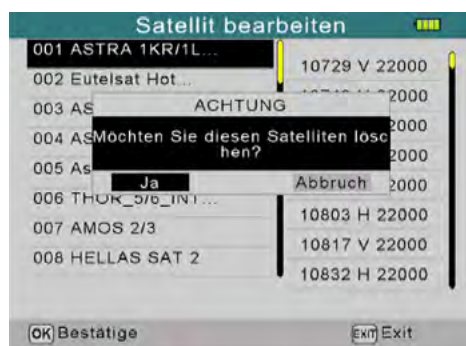 Satellit bearbeiten
001 ASTRA 1KR/1L...
002 Eutelsat Hot...
003 AS
004 AS
005 As
006 THOR_5/6_INT...
007 AMOS 2/3
008 HELLAS SAT 2
10729 V 22000
2000
2000
2000
2000
10803 H 22000
10817 V 22000
10832 H 22000
ACHTUNG
Möchten Sie diesen Satelliten lösc
hen?
Ja Abbruch
OK Bestätige EXIT Exit